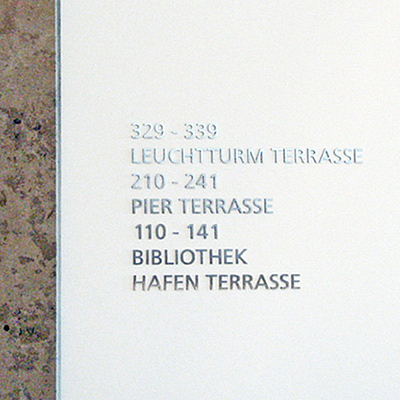 329 - 339
LEUCHTTURM TERRASSE
210 - 241
PIER TERRASSE
110 - 141
BIBLIOTHEK
HAFEN TERRASSE